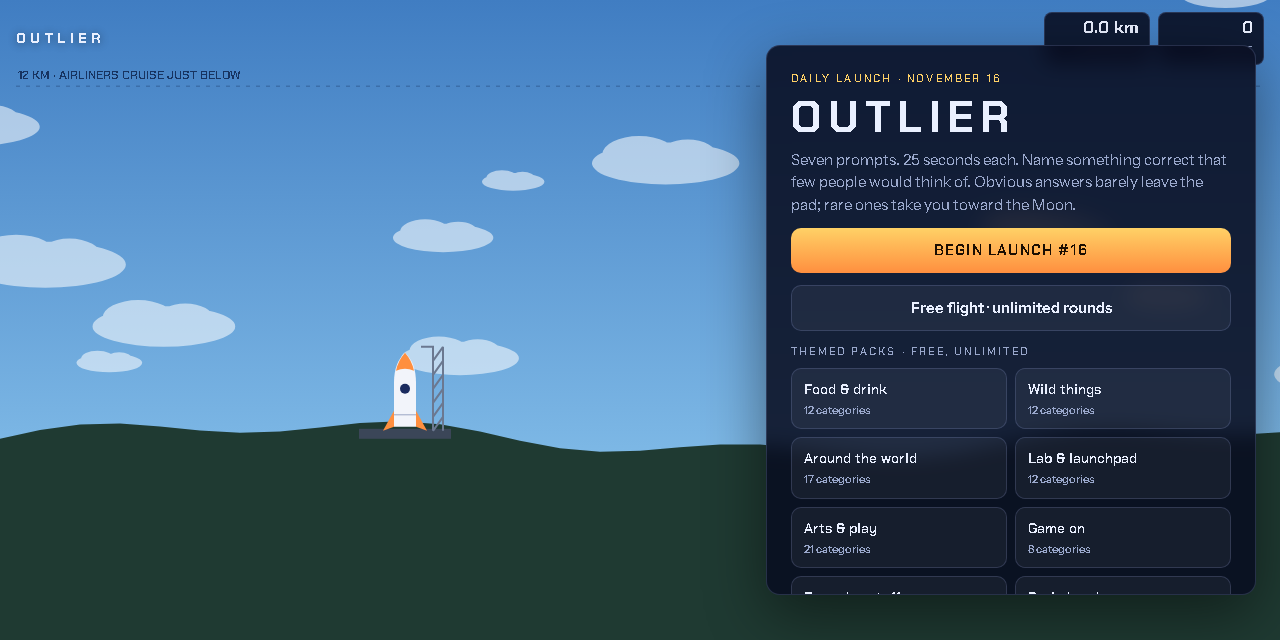 OUTLIER
12 KM · AIRLINERS CRUISE JUST BELOW
0.0 km
0
DAILY LAUNCH · NOVEMBER 16
OUTLIER
Seven prompts. 25 seconds each. Name something correct that
few people would think of. Obvious answers barely leave the
pad; rare ones take you toward the Moon.
BEGIN LAUNCH #16
Free flight · unlimited rounds
THEMED PACKS · FREE, UNLIMITED
Food & drink
12 categories
Wild things
12 categories
Around the world
17 categories
Lab & launchpad
12 categories
Arts & play
21 categories
Game on
8 categories